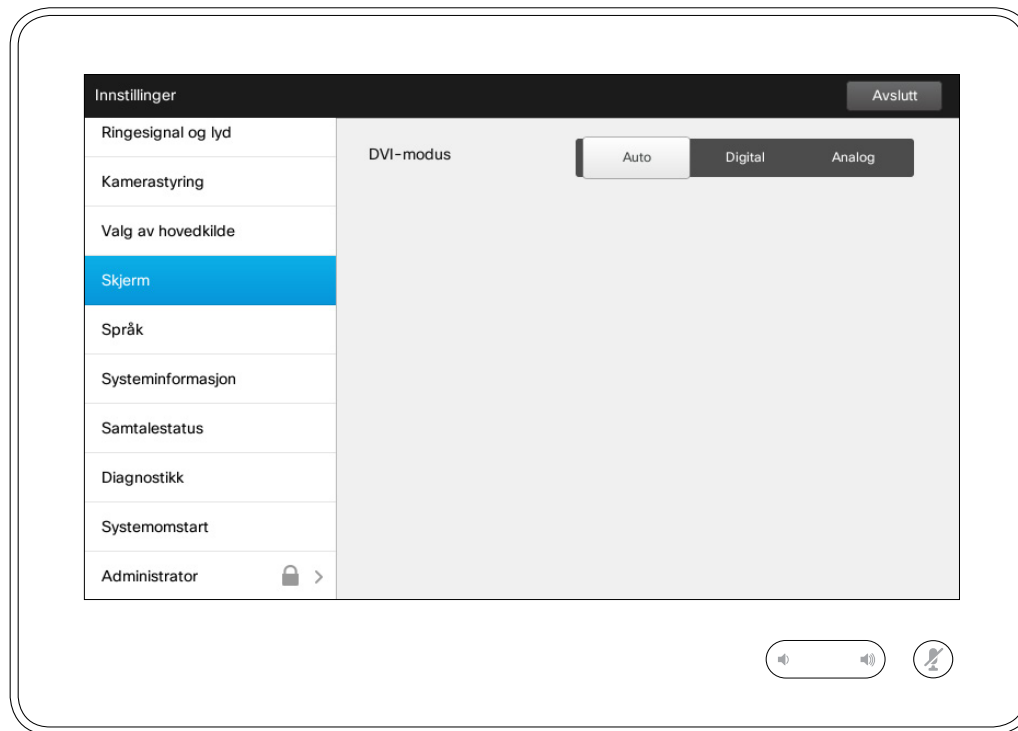 Innstillinger
Avslutt
Ringesignal og lyd
Kamerastyring
Valg av hovedkilde
Skjerm
Språk
Systeminformasjon
Samtalestatus
Diagnostikk
Systemomstart
Administrator
DVI-modus
Auto
Digital
Analog